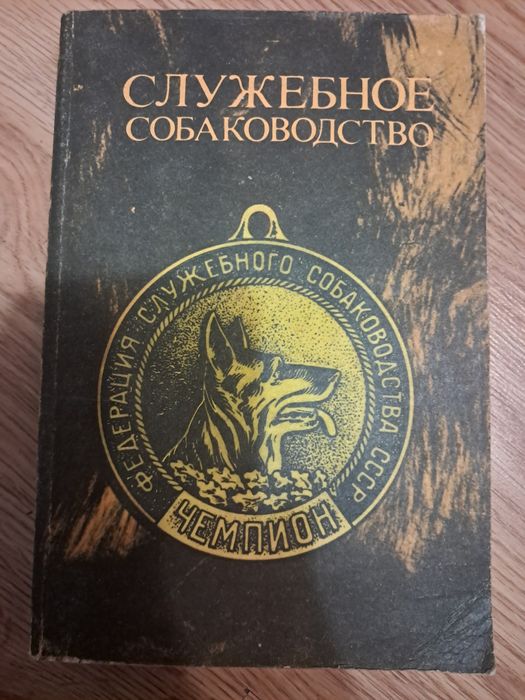 СЛУЖЕБНОЕ
СОБАКОВОДСТВО
ФЕДЕРАЦИЯ СЛУЖЕБНОГО СОБАКОВОДСТВА СССР
ЧЕМПИОН